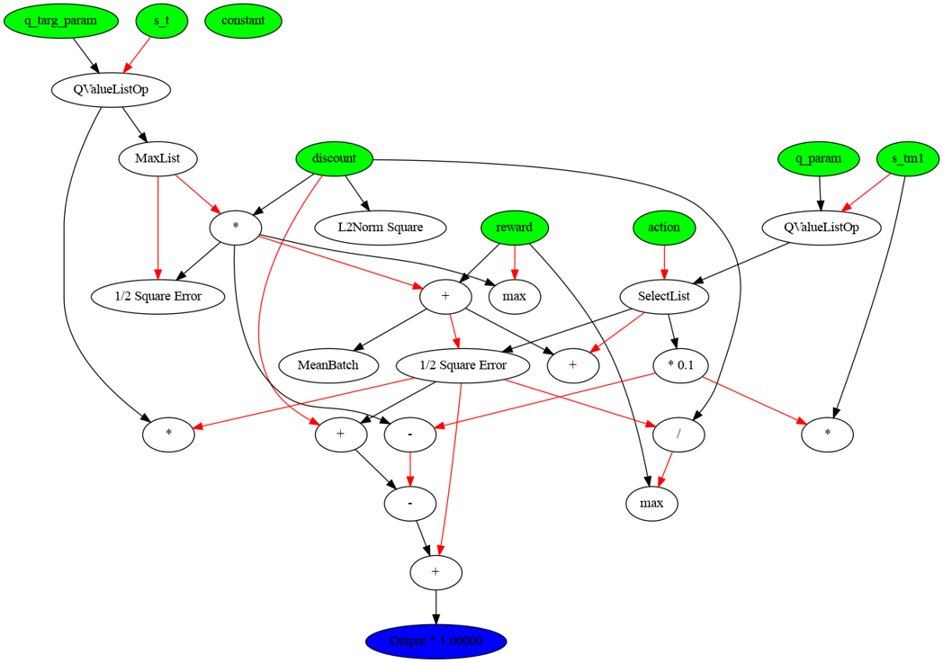 q_targ_param
s_t
constant
QValueListOp
MaxList
discount
q_param
s_tm1
*
L2Norm Square
reward
action
QValueListOp
1/2 Square Error
+
max
SelectList
MeanBatch
1/2 Square Error
+
* 0.1
*
+
-
/
*
-
max
+
Output * 1.00000